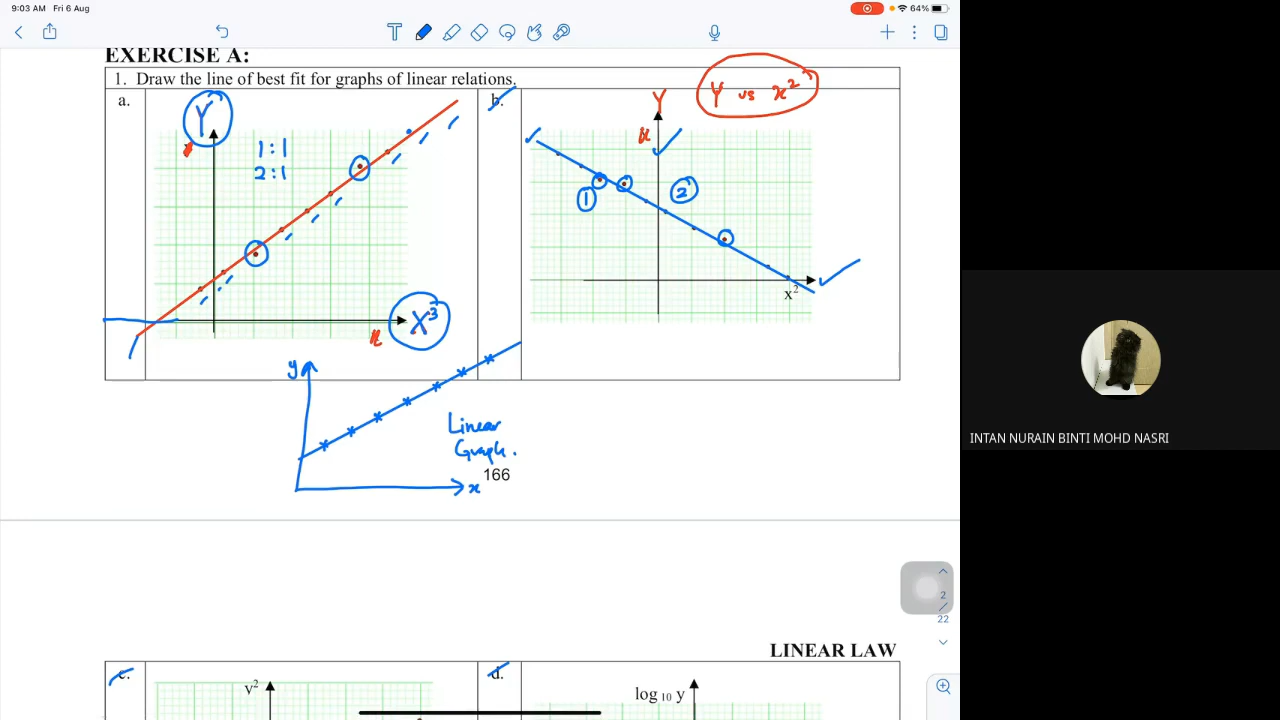 9:03 AM Fri 6 Aug
64%
EXERCISE A:
1. Draw the line of best fit for graphs of linear relations.
a.
Y
1:1
2:1
X³
x
b.
Y
Y vs x²
x
1
2
x²
y
Linear
Graph.
x
166
2
/
22
LINEAR LAW
c.
v²
d.
log₁₀ y
INTAN NURAIN BINTI MOHD NASRI